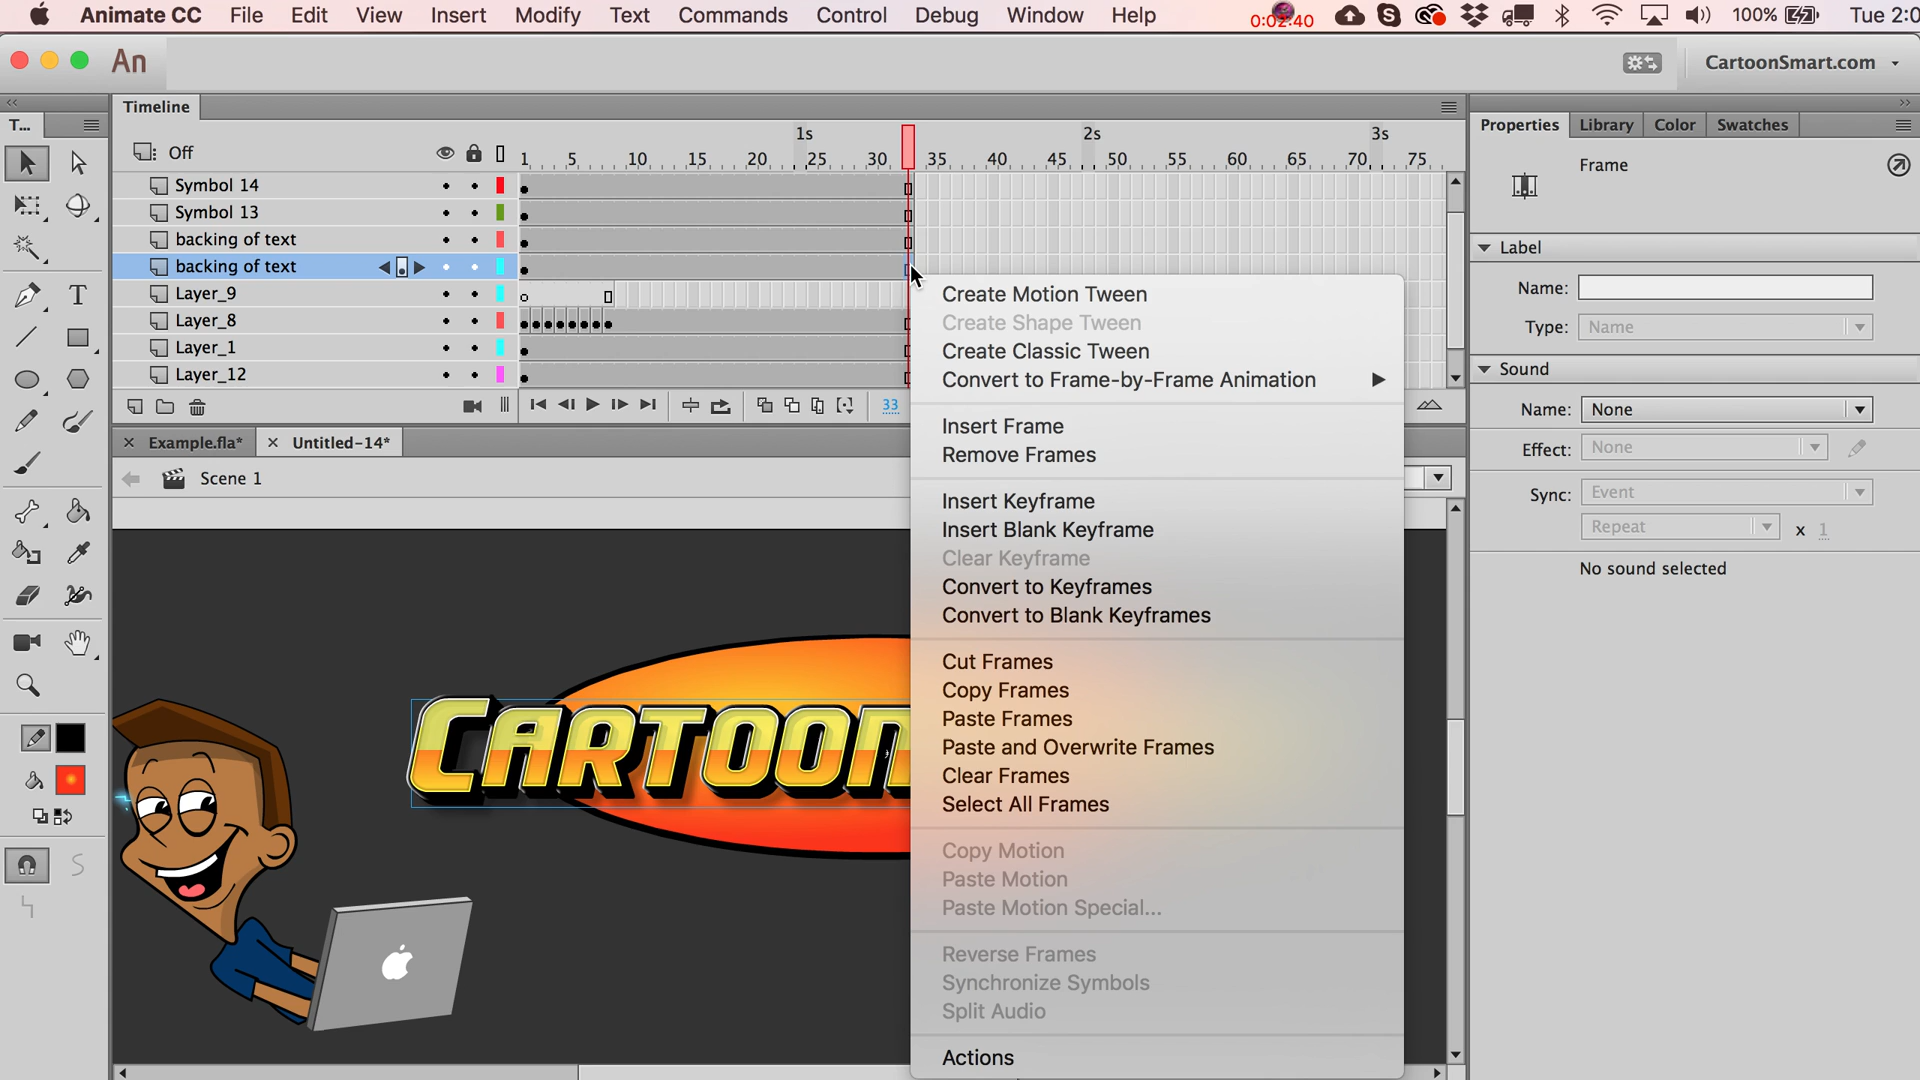 Animate CC File Edit View Insert Modify Text Commands Control Debug Window Help 0:02:40 100% Tue 2:0
An CartoonSmart.com
Timeline
T... Properties Library Color Swatches
1s 2s 3s
Off 1 5 10 15 20 25 30 35 40 45 50 55 60 65 70 75
Frame
Symbol 14
Symbol 13
backing of text
backing of text
Layer_9
Layer_8
Layer_1
Layer_12
33
Label
Name:
Type: Name
Sound
Name: None
Effect: None
Sync: Event
Repeat x 1
No sound selected
Example.fla* Untitled-14*
Scene 1
Create Motion Tween
Create Shape Tween
Create Classic Tween
Convert to Frame-by-Frame Animation
Insert Frame
Remove Frames
Insert Keyframe
Insert Blank Keyframe
Clear Keyframe
Convert to Keyframes
Convert to Blank Keyframes
Cut Frames
Copy Frames
Paste Frames
Paste and Overwrite Frames
Clear Frames
Select All Frames
Copy Motion
Paste Motion
Paste Motion Special...
Reverse Frames
Synchronize Symbols
Split Audio
Actions
CARTOON